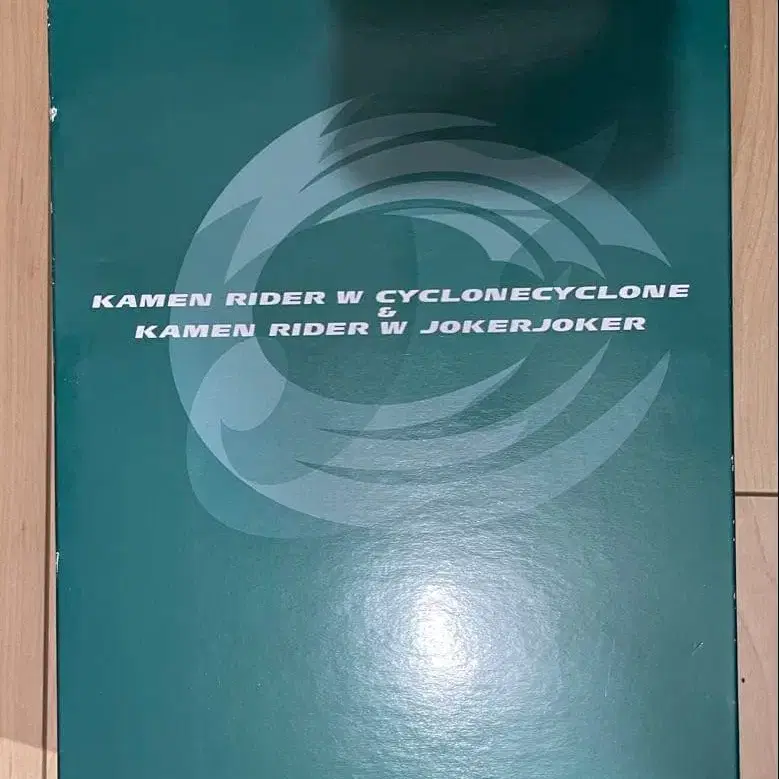 KAMEN RIDER W CYCLONECYCLONE
&
KAMEN RIDER W JOKERJOKER